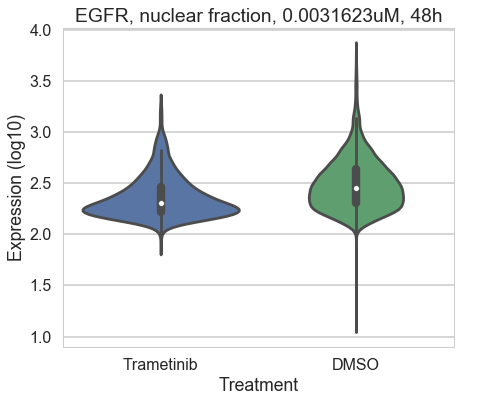 EGFR, nuclear fraction, 0.0031623uM, 48h
4.0
3.5
3.0
2.5
2.0
1.5
1.0
Expression (log10)
Trametinib DMSO
Treatment